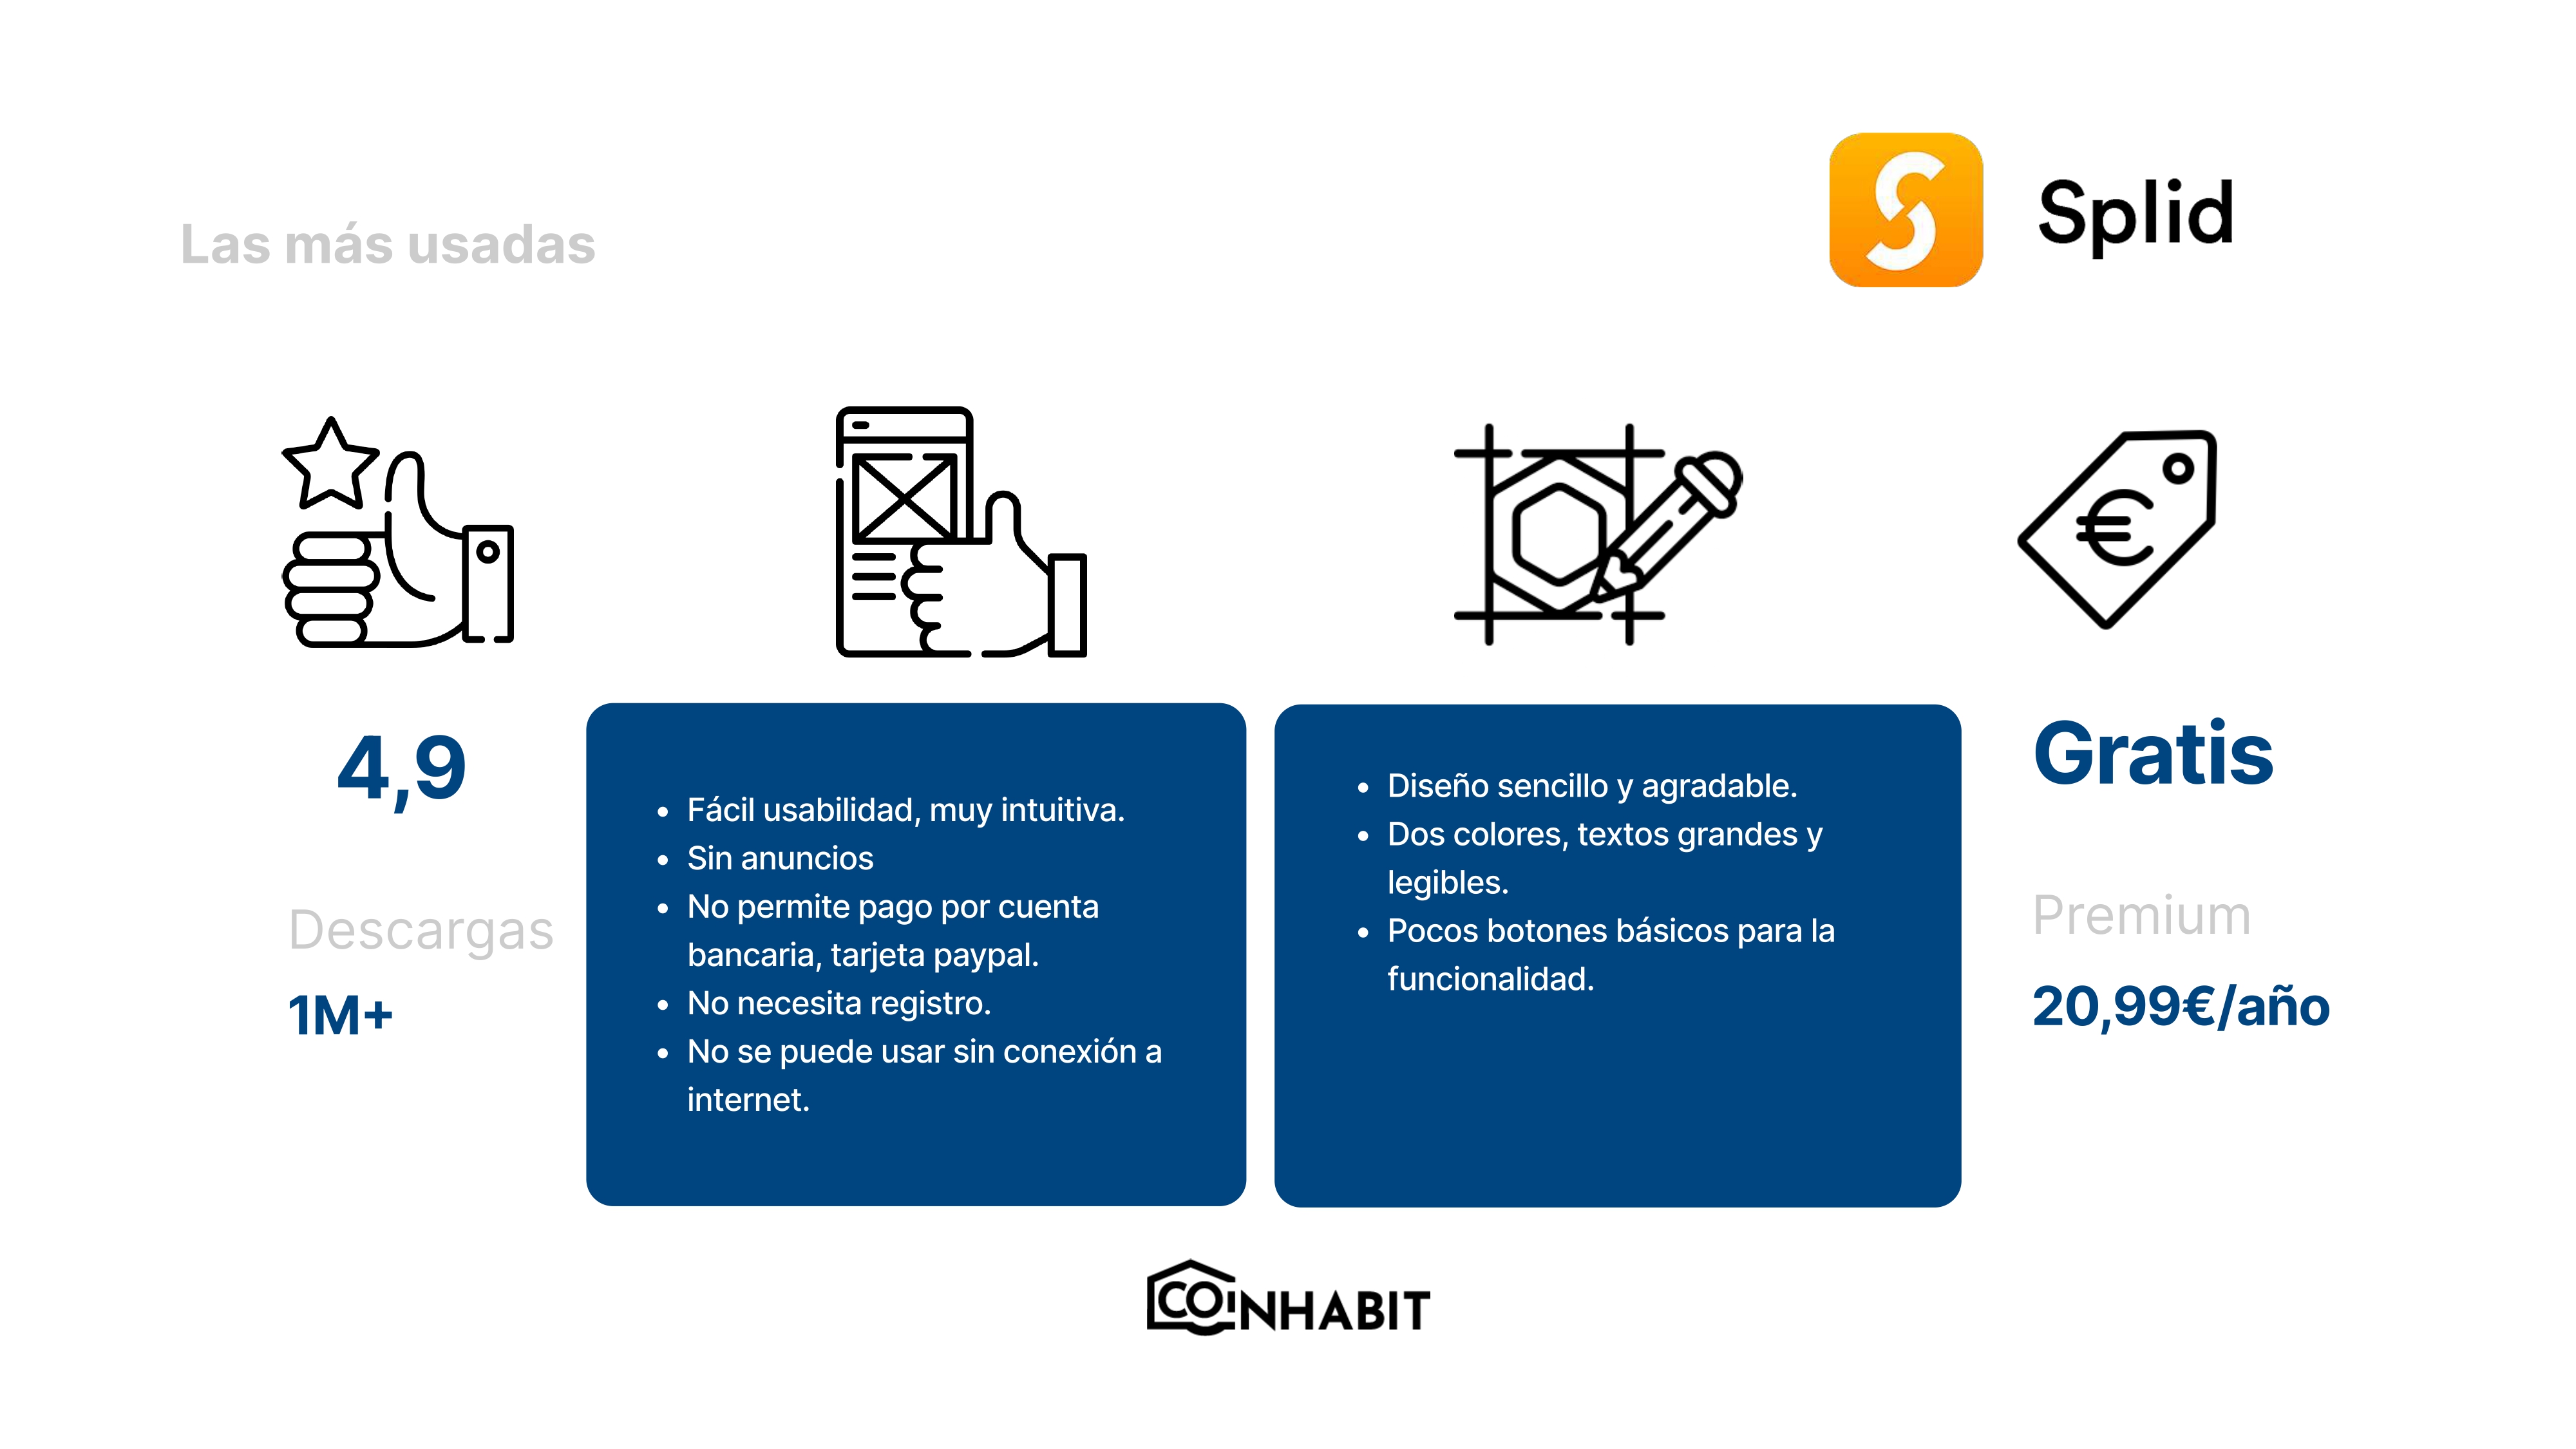 Las más usadas
Splid
4,9
Descargas
1M+
• Fácil usabilidad, muy intuitiva.
• Sin anuncios
• No permite pago por cuenta
bancaria, tarjeta paypal.
• No necesita registro.
• No se puede usar sin conexión a
internet.
• Diseño sencillo y agradable.
• Dos colores, textos grandes y
legibles.
• Pocos botones básicos para la
funcionalidad.
Gratis
Premium
20,99€/año
COINHABIT